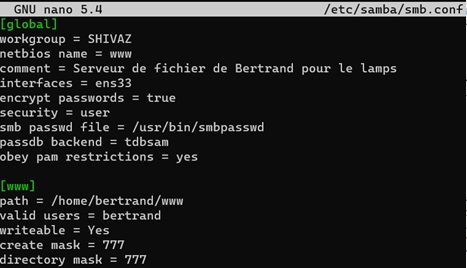 GNU nano 5.4 /etc/samba/smb.conf
[global]
workgroup = SHIVAZ
netbios name = www
comment = Serveur de fichier de Bertrand pour le lamps
interfaces = ens33
encrypt passwords = true
security = user
smb passwd file = /usr/bin/smbpasswd
passdb backend = tdbsam
obey pam restrictions = yes
[www]
path = /home/bertrand/www
valid users = bertrand
writeable = Yes
create mask = 777
directory mask = 777